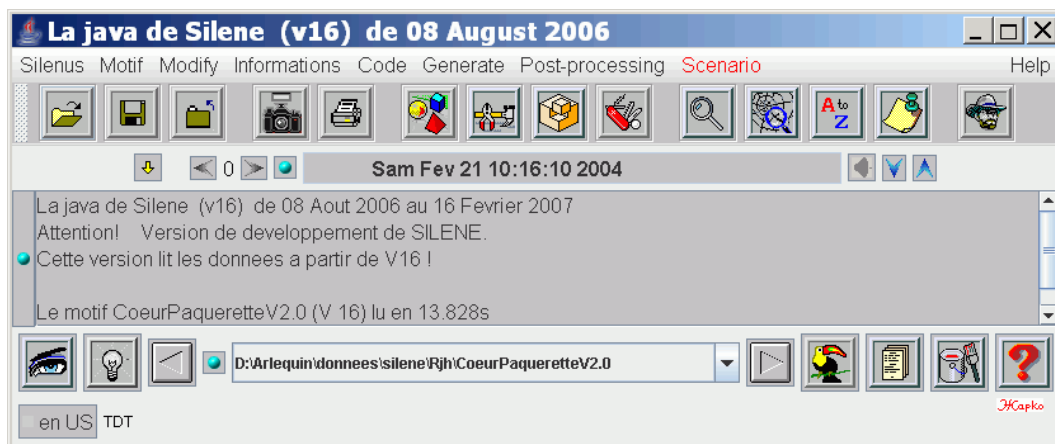 La java de Silene (v16) de 08 August 2006
Silenus Motif Modify Informations Code Generate Post-processing Scenario Help
A to Z
0 Sam Fev 21 10:16:10 2004
La java de Silene (v16) de 08 Aout 2006 au 16 Fevrier 2007
Attention! Version de developpement de SILENE.
Cette version lit les donnees a partir de V16 !
Le motif CoeurPaqueretteV2.0 (V 16) lu en 13.828s
D:\Arlequin\donnees\silene\Rjh\CoeurPaqueretteV2.0
?
HCapko
en US TDT